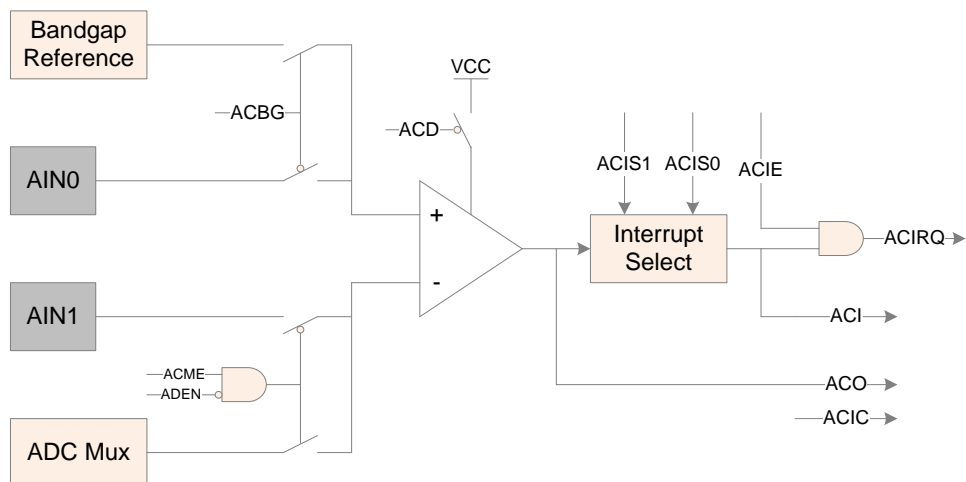 Bandgap
Reference
VCC
ACBG
ACD
AIN0
ACIS1
ACIS0
ACIE
+
Interrupt
Select
ACIRQ
-
AIN1
ACI
ACME
ADEN
ACO
ACIC
ADC Mux